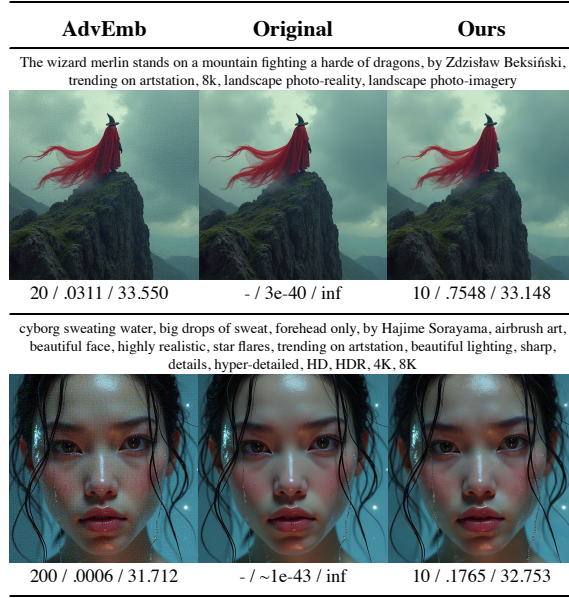 AdvEmb Original Ours
The wizard merlin stands on a mountain fighting a harde of dragons, by Zdzisław Beksiński,
trending on artstation, 8k, landscape photo-reality, landscape photo-imagery
20 / .0311 / 33.550 - / 3e-40 / inf 10 / .7548 / 33.148
cyborg sweating water, big drops of sweat, forehead only, by Hajime Sorayama, airbrush art,
beautiful face, highly realistic, star flares, trending on artstation, beautiful lighting, sharp,
details, hyper-detailed, HD, HDR, 4K, 8K
200 / .0006 / 31.712 - / ~1e-43 / inf 10 / .1765 / 32.753